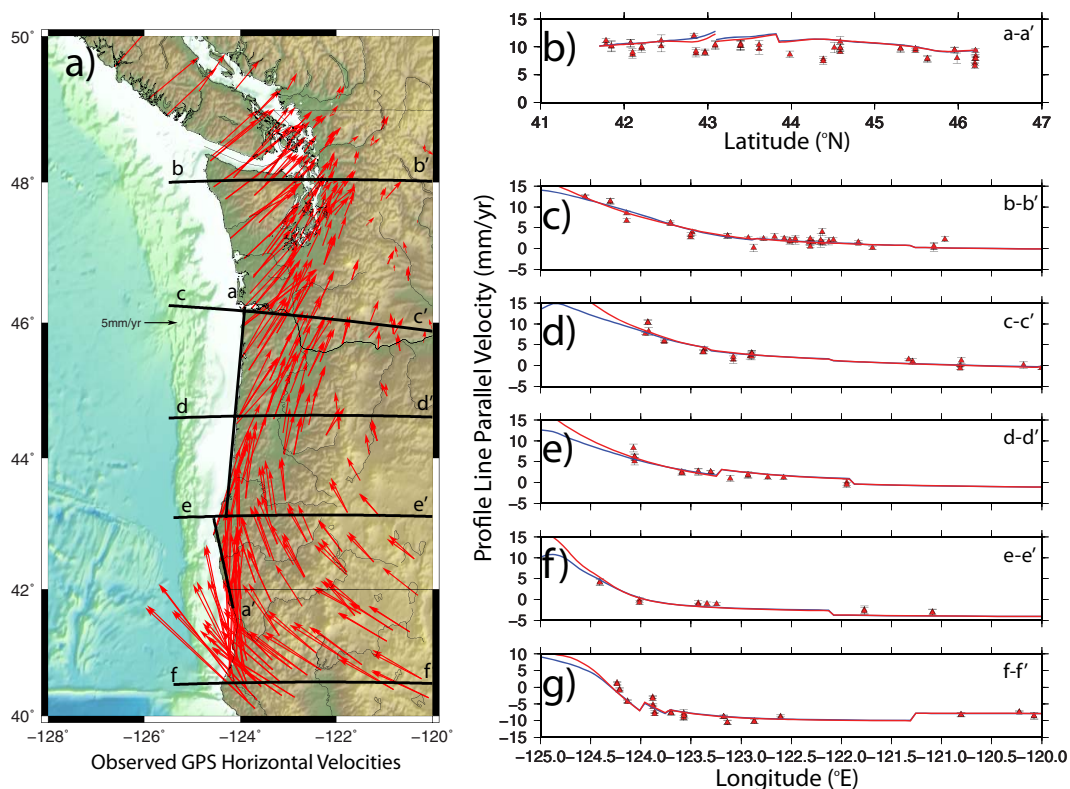 a)
50°
48°
46°
44°
42°
40°
−128
−126
−124
−122
−120
b
b′
c
a
c′
5mm/yr
d
d′
e
e′
a′
f
f
Observed GPS Horizontal Velocities
Profile Line Parallel Velocity (mm/yr)
b)
a-a′
15
10
5
0
41
42
43
44
45
46
47
Latitude (°N)
c)
b-b′
15
10
5
0
−5
d)
c-c′
15
10
5
0
−5
e)
d-d′
15
10
5
0
−5
f)
e-e′
15
10
5
0
−5
g)
f-f′
10
5
0
−5
−10
−15
−125.0
−124.5
−124.0
−123.5
−123.0
−122.5
−122.0
−121.5
−121.0
−120.5
−120.0
Longitude (°E)